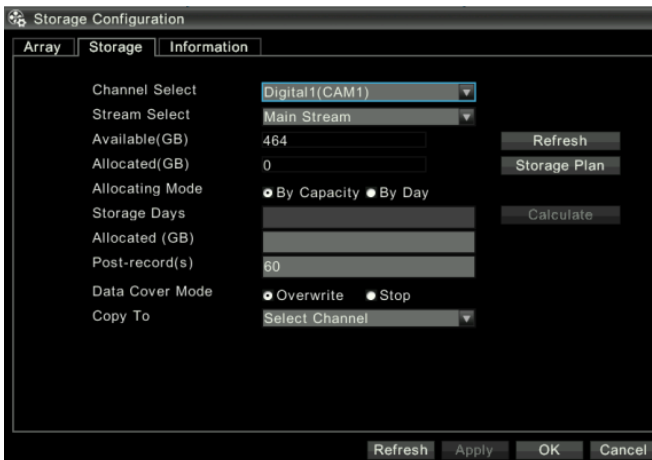 Storage Configuration
Array Storage Information
Channel Select Digital1(CAM1)
Stream Select Main Stream
Available(GB) 464 Refresh
Allocated(GB) 0 Storage Plan
Allocating Mode By Capacity By Day
Storage Days Calculate
Allocated (GB)
Post-record(s) 60
Data Cover Mode Overwrite Stop
Copy To Select Channel
Refresh Apply OK Cancel